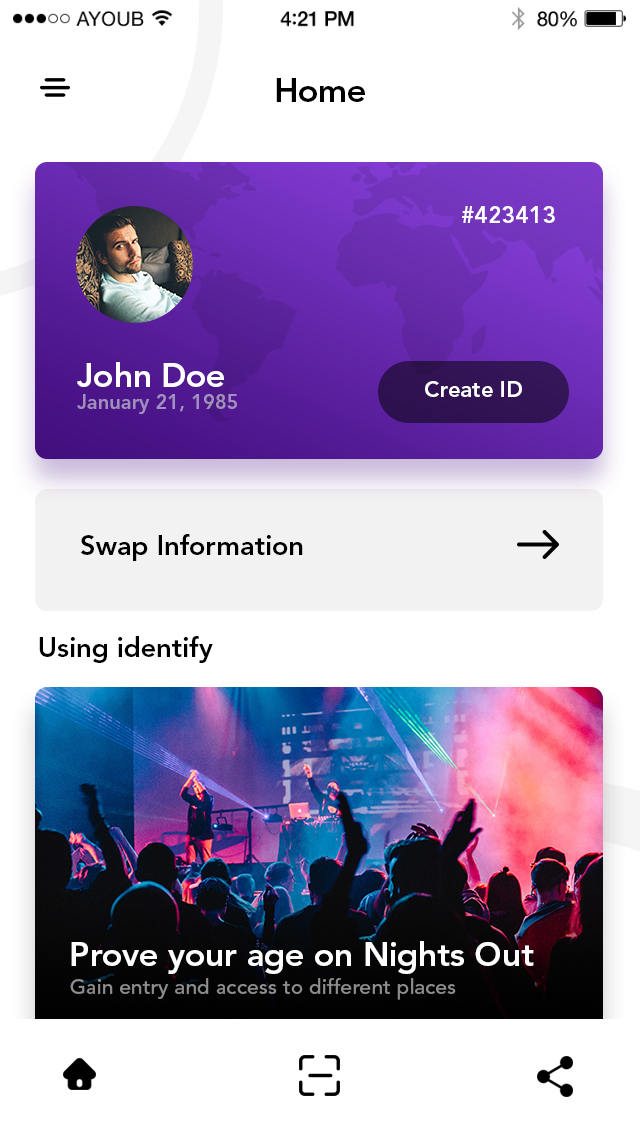 AYOUB 4:21 PM 80%
Home
#423413
John Doe
January 21, 1985
Create ID
Swap Information
Using identify
Prove your age on Nights Out
Gain entry and access to different places